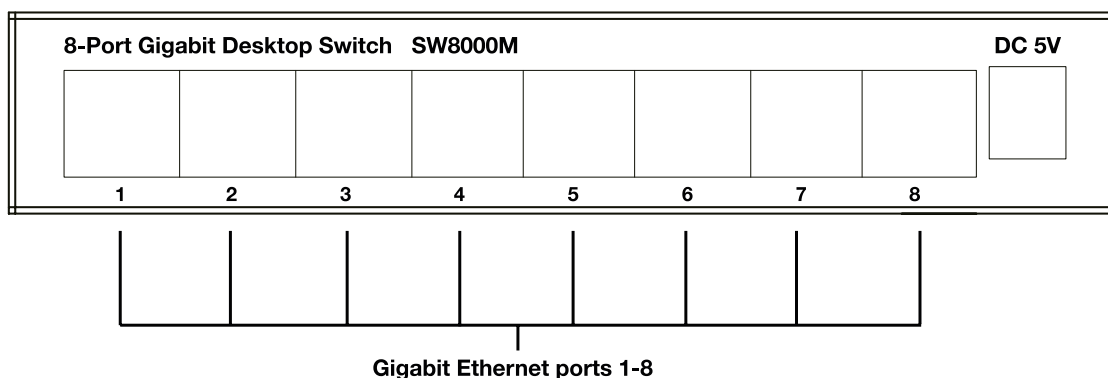 8-Port Gigabit Desktop Switch SW8000M
DC 5V
1 2 3 4 5 6 7 8
Gigabit Ethernet ports 1-8